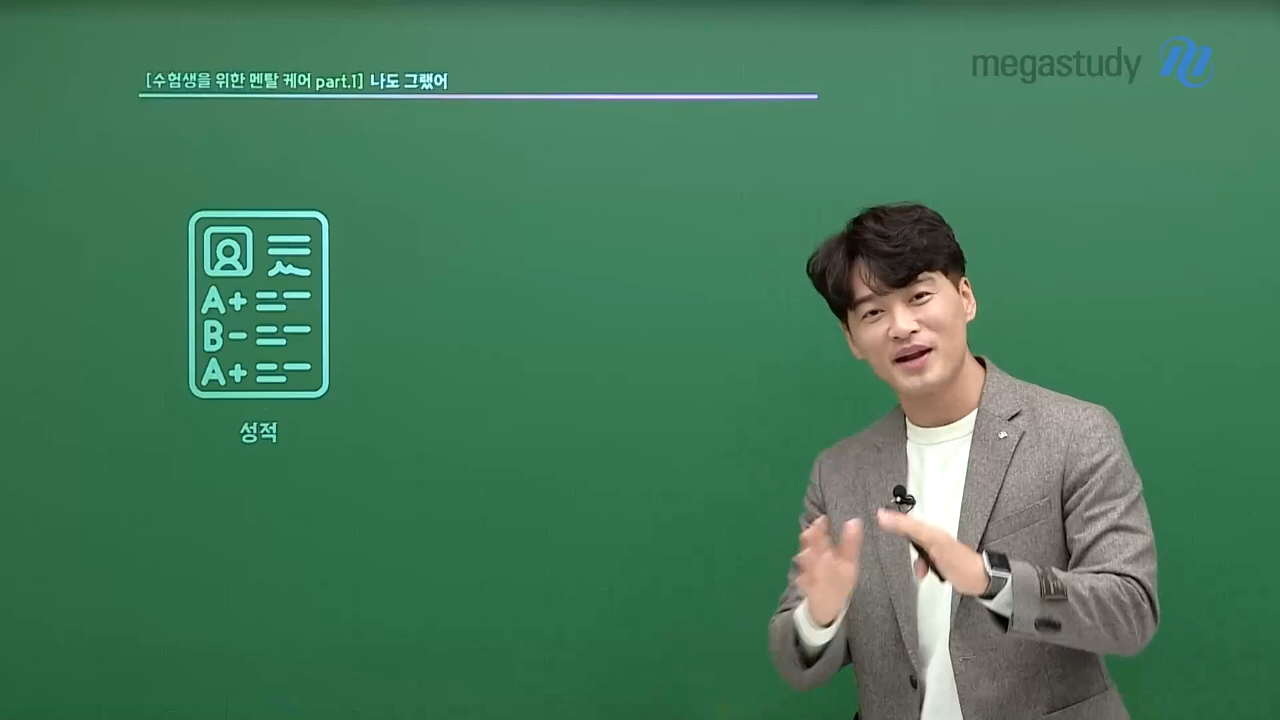 [수험생을 위한 멘탈 케어 part.1] 나도 그랬어
megastudy
A+
B-
A+
성적